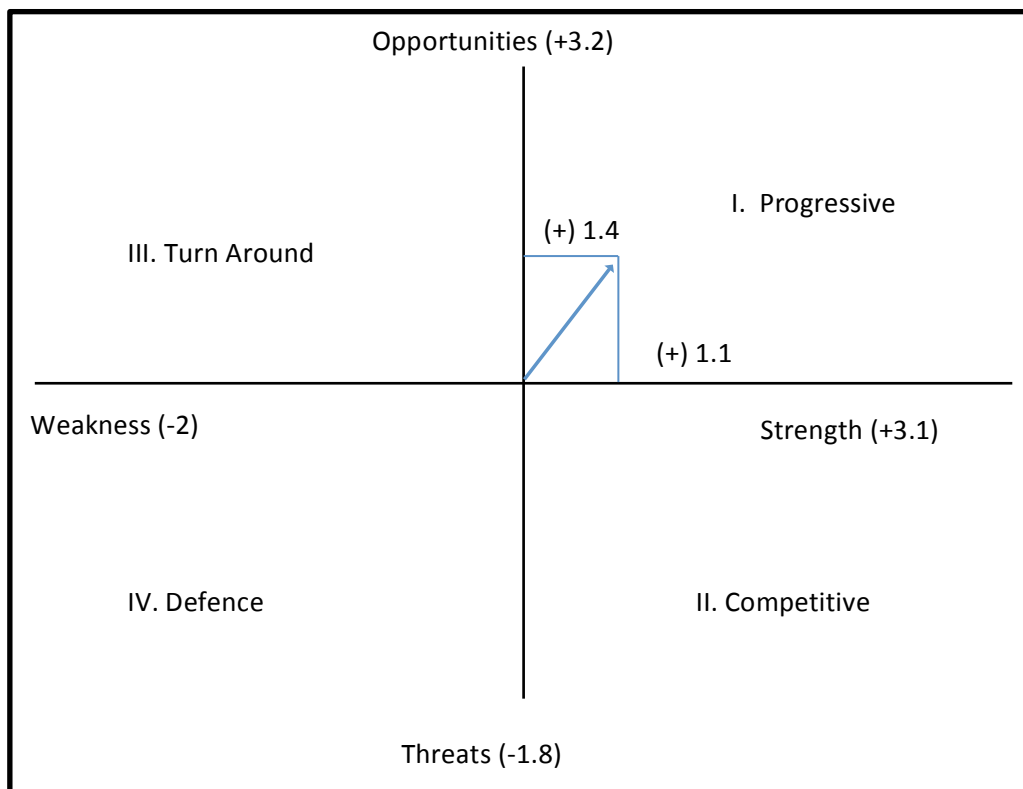 Opportunities (+3.2)
I. Progressive
(+) 1.4
III. Turn Around
(+) 1.1
Weakness (-2)
Strength (+3.1)
IV. Defence
II. Competitive
Threats (-1.8)